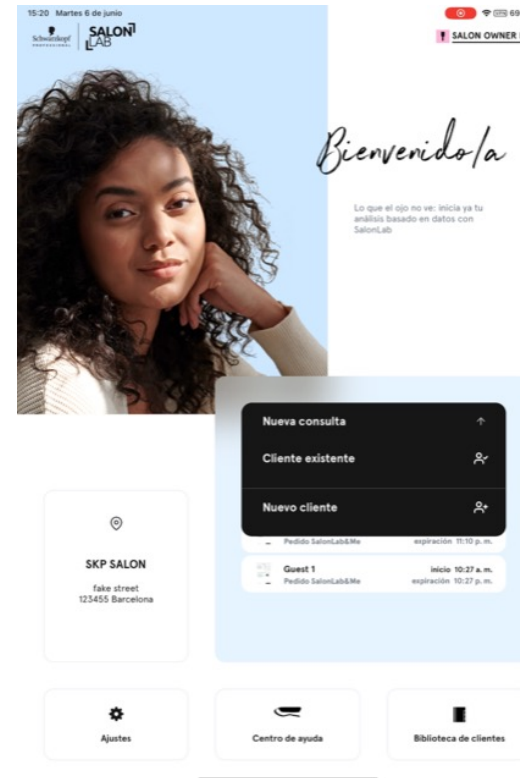 15:20 Martes 6 de junio
69
Schwarzkopf
PROFESSIONAL
SALON
LAB
SALON OWNER
Bienvenido/a
Lo que el ojo no ve: inicia ya tu
análisis basado en datos con
SalonLab
Nueva consulta
Cliente existente
Nuevo cliente
Pedido SalonLab&Me expiración 11:10 p. m.
Guest 1 inicio 10:27 a. m.
Pedido SalonLab&Me expiración 10:27 p. m.
SKP SALON
fake street
123455 Barcelona
Ajustes
Centro de ayuda
Biblioteca de clientes